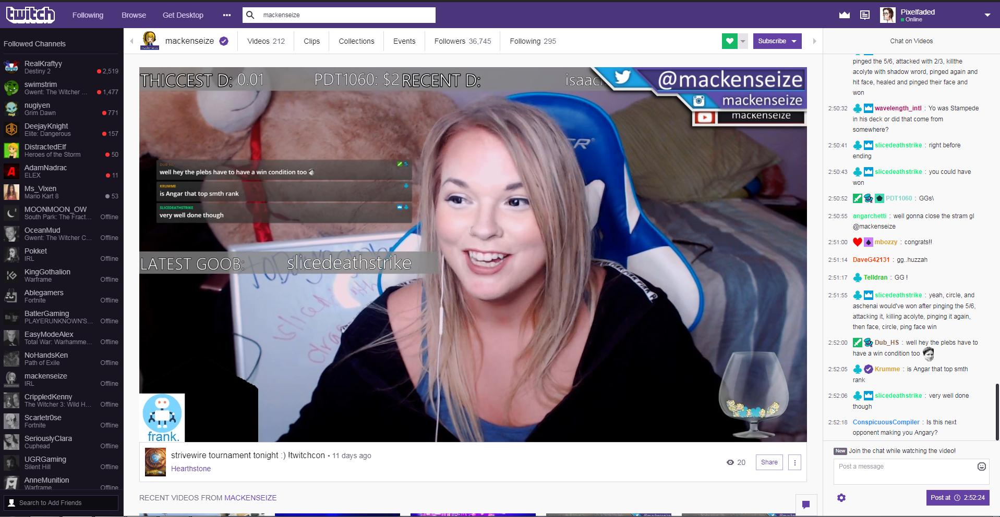 twitch
Following
Browse
Get Desktop
mackenseize
Pixelfaded
Online
Followed Channels
RealKraftyy
Destiny 2
2,519
swimstrim
Gwent: The Witcher ...
1,477
nugiyen
Grim Dawn
771
DeejayKnight
Elite: Dangerous
157
DistractedElf
Heroes of the Storm
50
AdamNadrac
ELEX
11
Ms_Vixen
Mario Kart 8
53
MOONMOON_OW
South Park: The Fract... Offline
OceanMud
Gwent: The Witcher C... Offline
Pokket
IRL Offline
KingGothalion
Warframe Offline
Ablegamers
Fortnite Offline
BatlerGaming
PLAYERUNKNOWN'S... Offline
EasyModeAlex
Total War: Warhamme... Offline
NoHandsKen
Path of Exile Offline
mackenseize
IRL Offline
CrippledKenny
The Witcher 3: Wild H... Offline
Scarletr0se
Fortnite Offline
SeriouslyClara
Cuphead Offline
UGRGaming
Silent Hill Offline
AnneMunition
Warframe Offline
Search to Add Friends
mackenseize
Videos 212
Clips
Collections
Events
Followers 36,745
Following 295
Subscribe
THICCEST D: 0.01 PDT1060: $2 RECENT D:
@mackenseize
mackenseize
mackenseize
DUB_HS
well hey the plebs have to have a win condition too
KRUMME
is Angar that top smth rank
SLICEDEATHSTRIKE
very well done though
LATEST GOOB: slicedeathstrike
frank.
strivewire tournament tonight :) !twitchcon • 11 days ago
Hearthstone
20
Share
RECENT VIDEOS FROM MACKENSEIZE
Chat on Videos
pinged the 5/6, attacked with 2/3, killthe
acolyte with shadow wrord, pinged again and
hit face, healed and pinged their face and
won
2:50:32 wavelength_intl : Yo was Stampede
in his deck or did that come from
somewhere?
2:50:41 slicedeathstrike : right before
ending
2:50:43 slicedeathstrike : you could have
won
2:50:52 PDT1060 : GGs\
2:50:55 angarchetti : well gonna close the stram gl
@mackenseize
2:51:00 mbozzy : congrats!!
2:51:14 DaveG42131 : gg..huzzah
2:51:17 Telldran : GG !
2:51:55 slicedeathstrike : yeah, circle, and
aschenai would've won after pinging the 5/6,
attacking it, killing acolyte, pinging it again,
then face, circle, ping face win
2:52:00 Dub_HS : well hey the plebs have to
have a win condition too
2:52:05 Krumme : is Angar that top smth
rank
2:52:06 slicedeathstrike : very well done
though
2:52:18 ConspicuousCompiler : Is this next
opponent making you Angary?
New Join the chat while watching the video!
Post a message
Post at 2:52:24